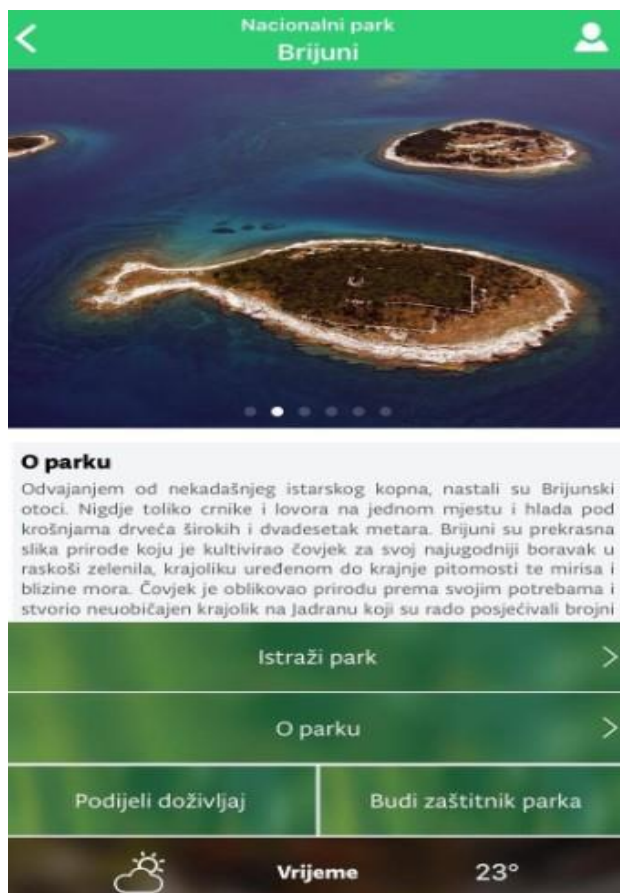 Nacionalni park
Brijuni
O parku
Odvajanjem od nekadašnjeg istarskog kopna, nastali su Brijunski
otoci. Nigdje toliko crnike i lovora na jednom mjestu i hlada pod
krošnjama drveća širokih i dvadesetak metara. Brijuni su prekrasna
slika prirode koju je kultivirao čovjek za svoj najugodniji boravak u
raskoši zelenila, krajoliku uređenom do krajnje pitomosti te mirisa i
blizine mora. Čovjek je oblikovao prirodu prema svojim potrebama i
stvorio neuobičajen krajolik na Jadranu koji su rado posjećivali brojni
Istraži park
O parku
Podijeli doživljaj
Budi zaštitnik parka
Vrijeme
23°